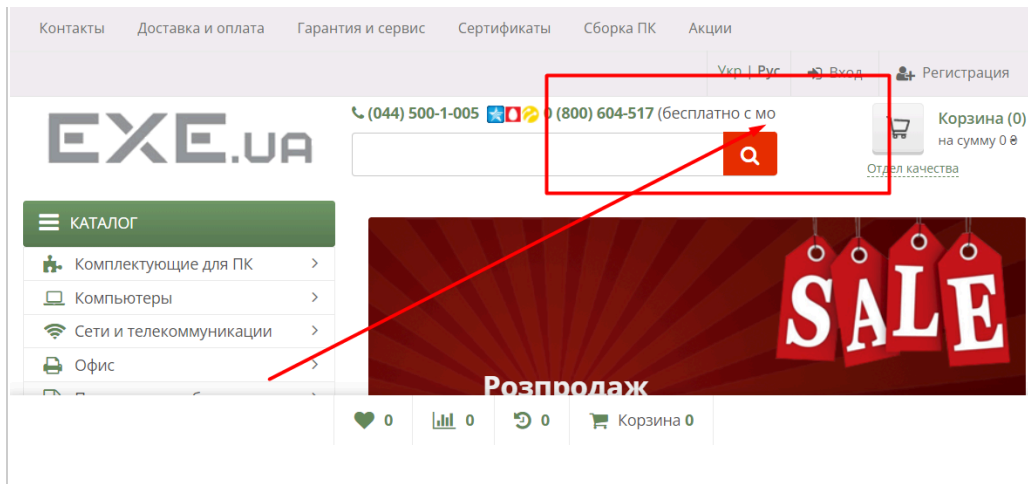 Контакты Доставка и оплата Гарантия и сервис Сертификаты Сборка ПК Акции
Укр | Рус Вход Регистрация
EXE.UA
(044) 500-1-005 0 (800) 604-517 (бесплатно с мо
Корзина (0)
на сумму 0 ₴
Отдел качества
КАТАЛОГ
Комплектующие для ПК
Компьютеры
Сети и телекоммуникации
Офис
SALE
Розпродаж
0 0 0 Корзина 0